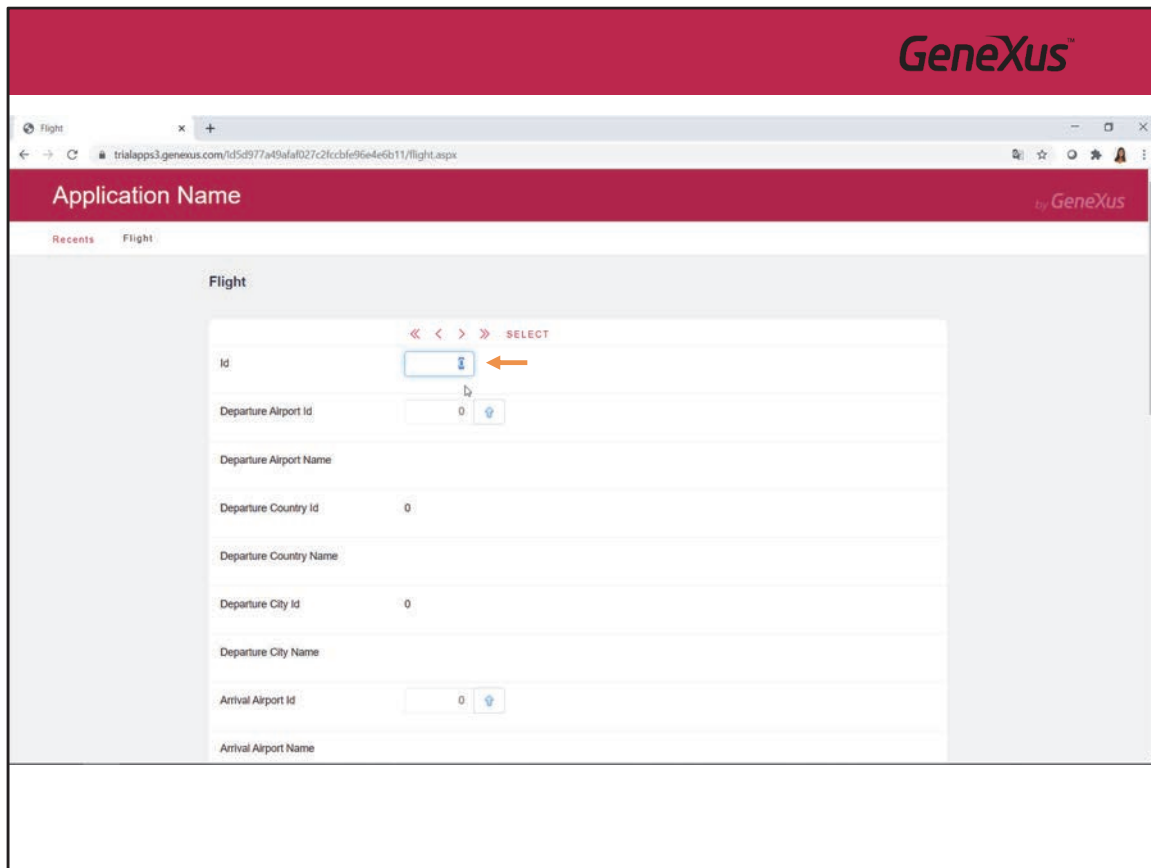 GeneXus™
Flight
trialapps3.genexus.com/Id5d977a49afaf027c2fccbfe96e4e6b11/flight.aspx
Application Name
by GeneXus
Recents Flight
Flight
SELECT
Id 0
Departure Airport Id 0
Departure Airport Name
Departure Country Id 0
Departure Country Name
Departure City Id 0
Departure City Name
Arrival Airport Id 0
Arrival Airport Name